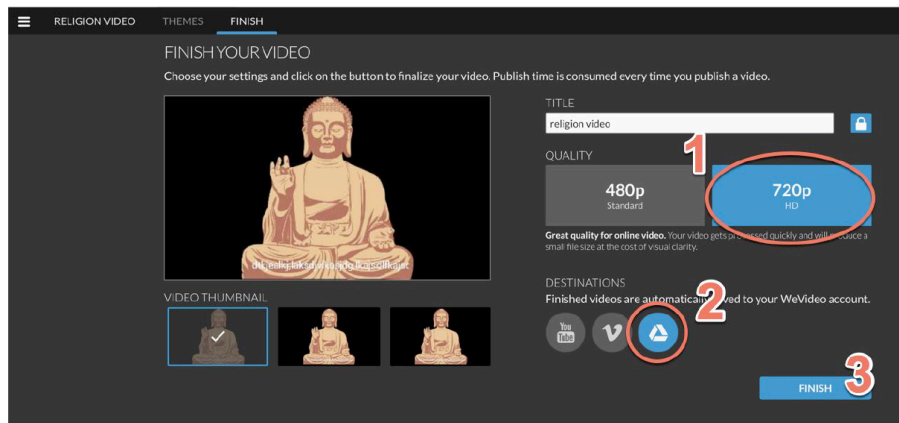 RELIGION VIDEO THEMES FINISH
FINISH YOUR VIDEO
Choose your settings and click on the button to finalize your video. Publish time is consumed every time you publish a video.
TITLE
religion video
1
QUALITY
480p
Standard
720p
HD
Great quality for online video. Your video gets processed quickly and will produce a
small file size at the cost of visual clarity.
DESTINATIONS
Finished videos are automatically saved to your WeVideo account.
2
You
Tube
VIDEO THUMBNAIL
FINISH
3